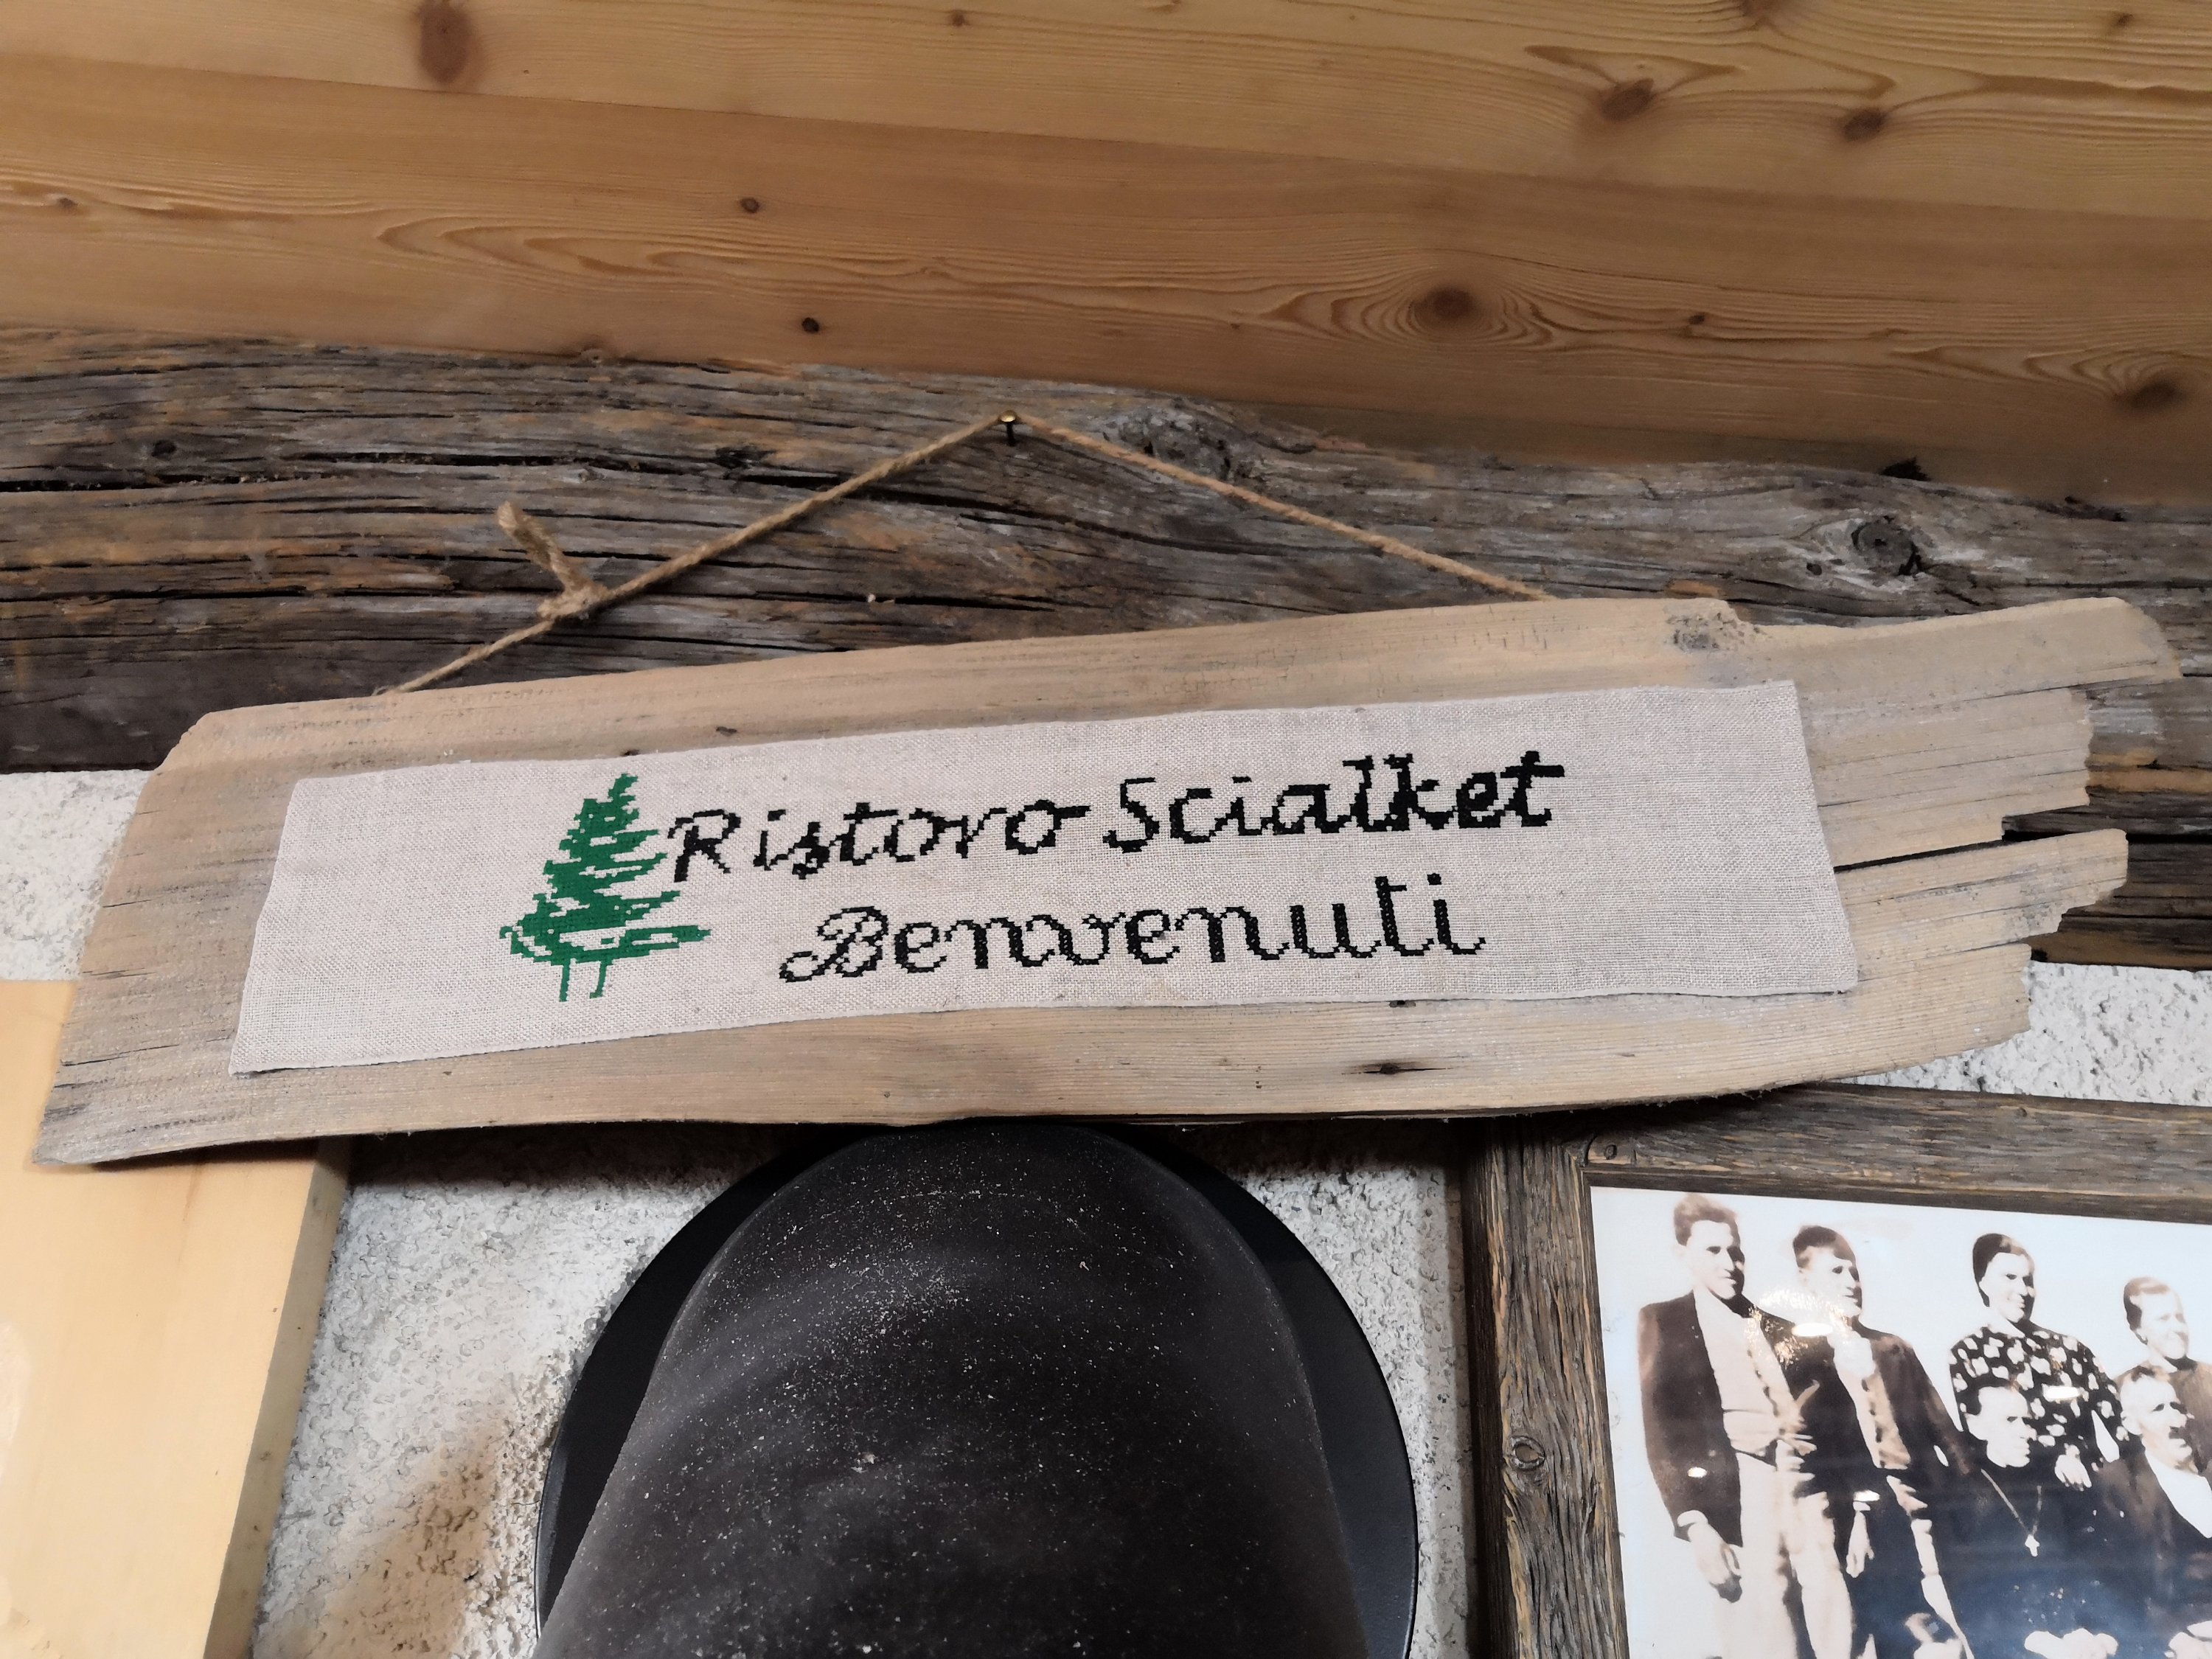 Ristoro Scialket
Benvenuti